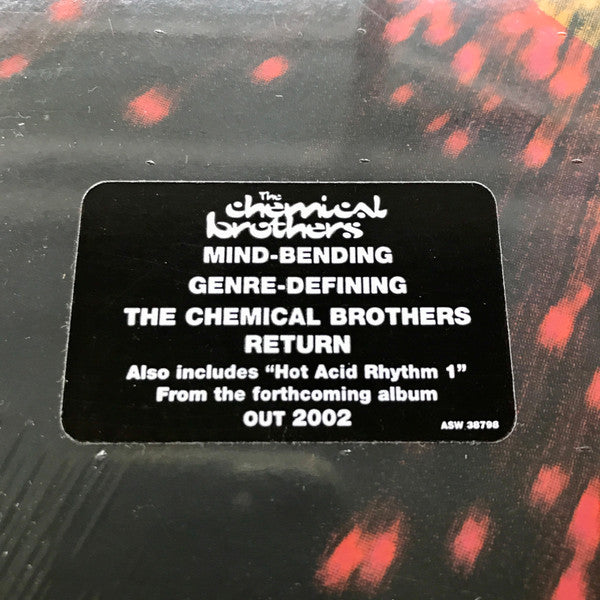 The
chemical
brothers
MIND-BENDING
GENRE-DEFINING
THE CHEMICAL BROTHERS
RETURN
Also includes “Hot Acid Rhythm 1”
From the forthcoming album
OUT 2002
ASW 38798